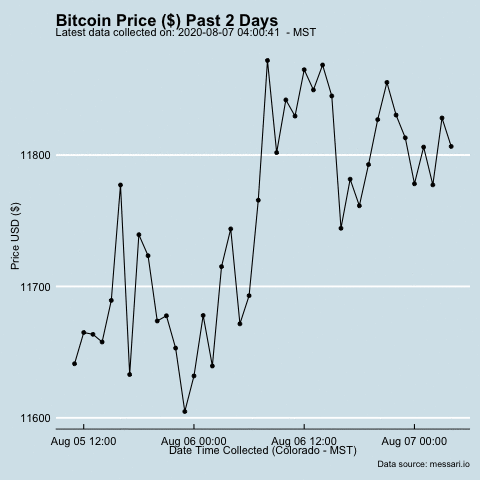 Bitcoin Price ($) Past 2 Days
Latest data collected on: 2020-08-07 04:00:41  - MST
11800
11700
11600
Price USD ($)
Aug 05 12:00 Aug 06 00:00 Aug 06 12:00 Aug 07 00:00
Date Time Collected (Colorado - MST)
Data source: messari.io